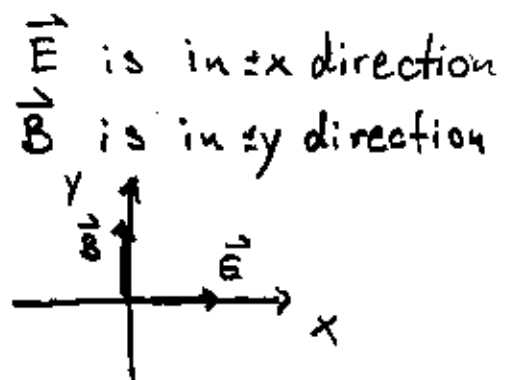 E⃗ is in ±x direction
B⃗ is in ±y direction
y
B⃗
E⃗
x